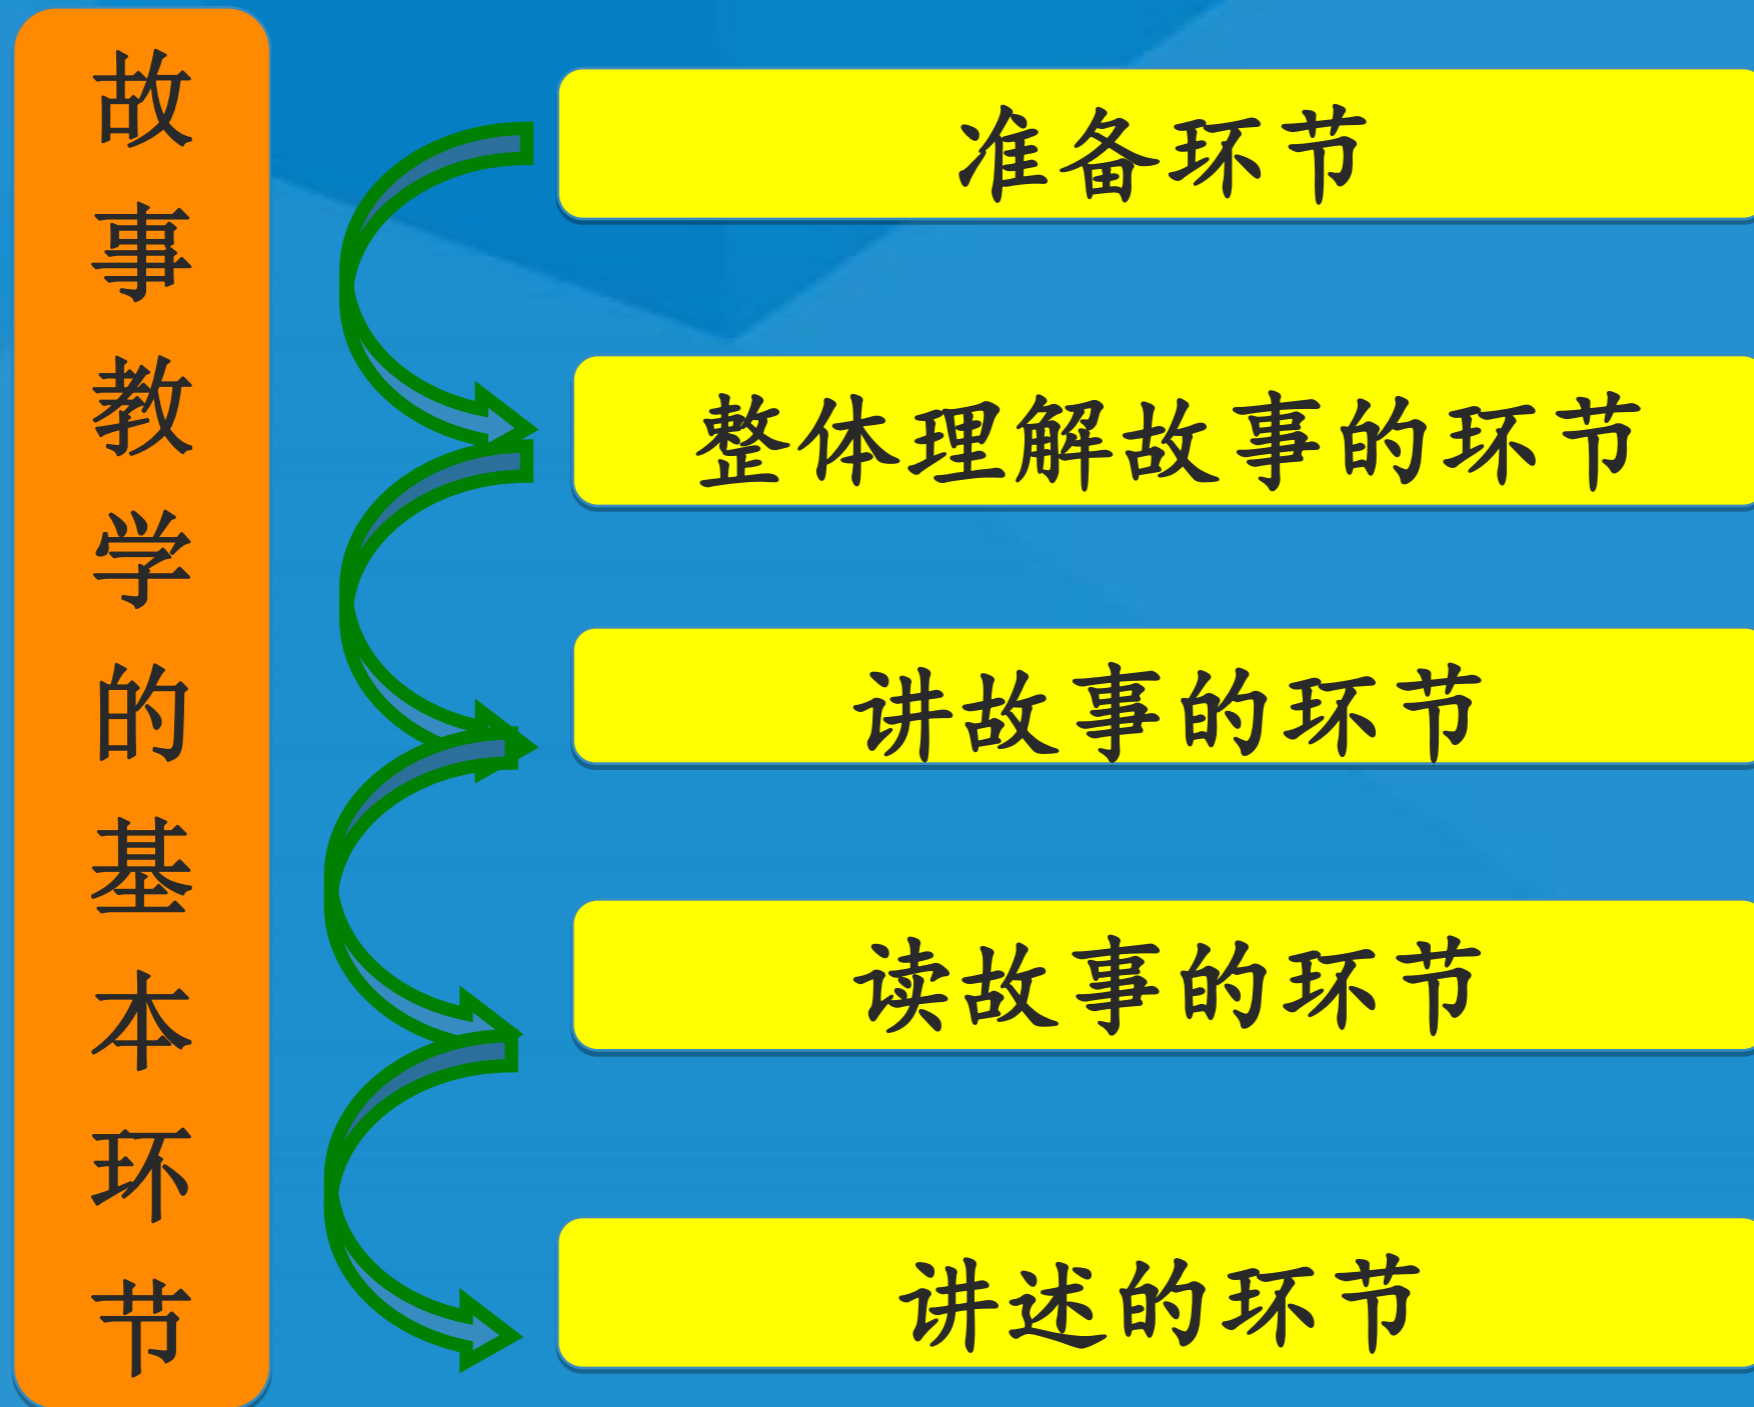 故事教学的基本环节
准备环节
整体理解故事的环节
讲故事的环节
读故事的环节
讲述的环节